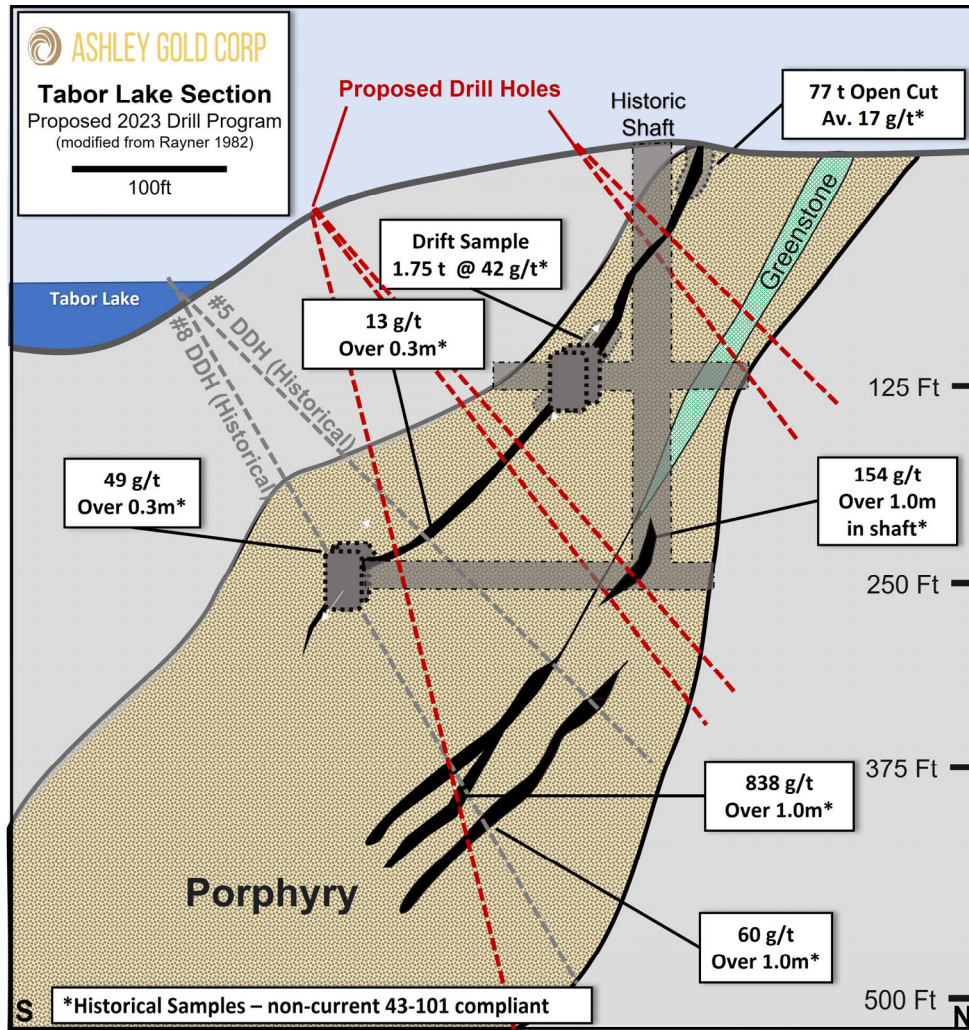 ASHLEY GOLD CORP
Tabor Lake Section
Proposed 2023 Drill Program
(modified from Rayner 1982)
100ft
Proposed Drill Holes
Historic
Shaft
77 t Open Cut
Av. 17 g/t*
Greenstone
Drift Sample
1.75 t @ 42 g/t*
Tabor Lake
#5 DDH (Historical)
#8 DDH (Historical)
13 g/t
Over 0.3m*
125 Ft
49 g/t
Over 0.3m*
154 g/t
Over 1.0m
in shaft*
250 Ft
375 Ft
838 g/t
Over 1.0m*
Porphyry
60 g/t
Over 1.0m*
500 Ft
S
*Historical Samples – non-current 43-101 compliant
N